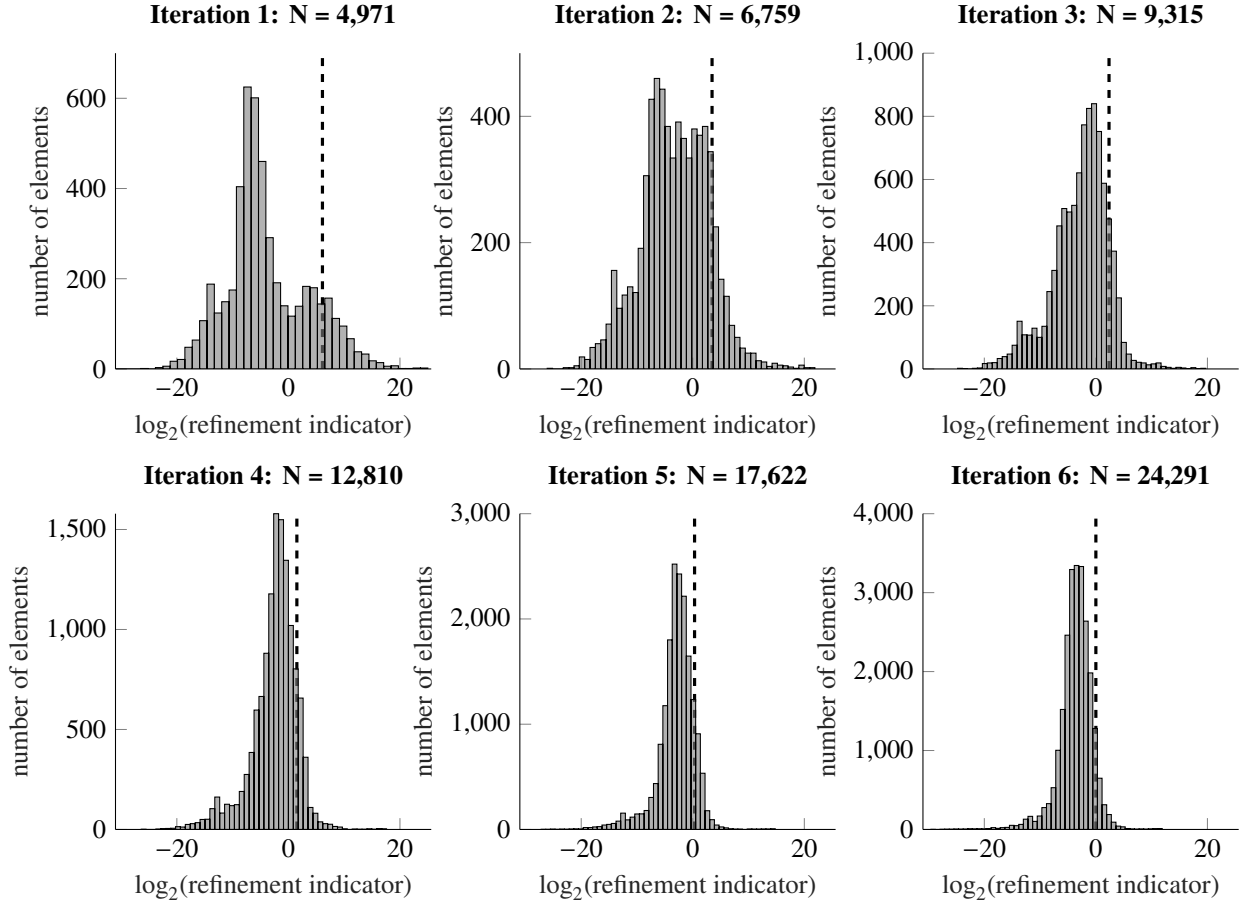 Iteration 1: N = 4,971
Iteration 2: N = 6,759
Iteration 3: N = 9,315
number of elements
600
400
200
0
−20
0
20
log2(refinement indicator)
number of elements
400
200
0
−20
0
20
log2(refinement indicator)
number of elements
1,000
800
600
400
200
0
−20
0
20
log2(refinement indicator)
Iteration 4: N = 12,810
Iteration 5: N = 17,622
Iteration 6: N = 24,291
number of elements
1,500
1,000
500
0
−20
0
20
log2(refinement indicator)
number of elements
3,000
2,000
1,000
0
−20
0
20
log2(refinement indicator)
number of elements
4,000
3,000
2,000
1,000
0
−20
0
20
log2(refinement indicator)